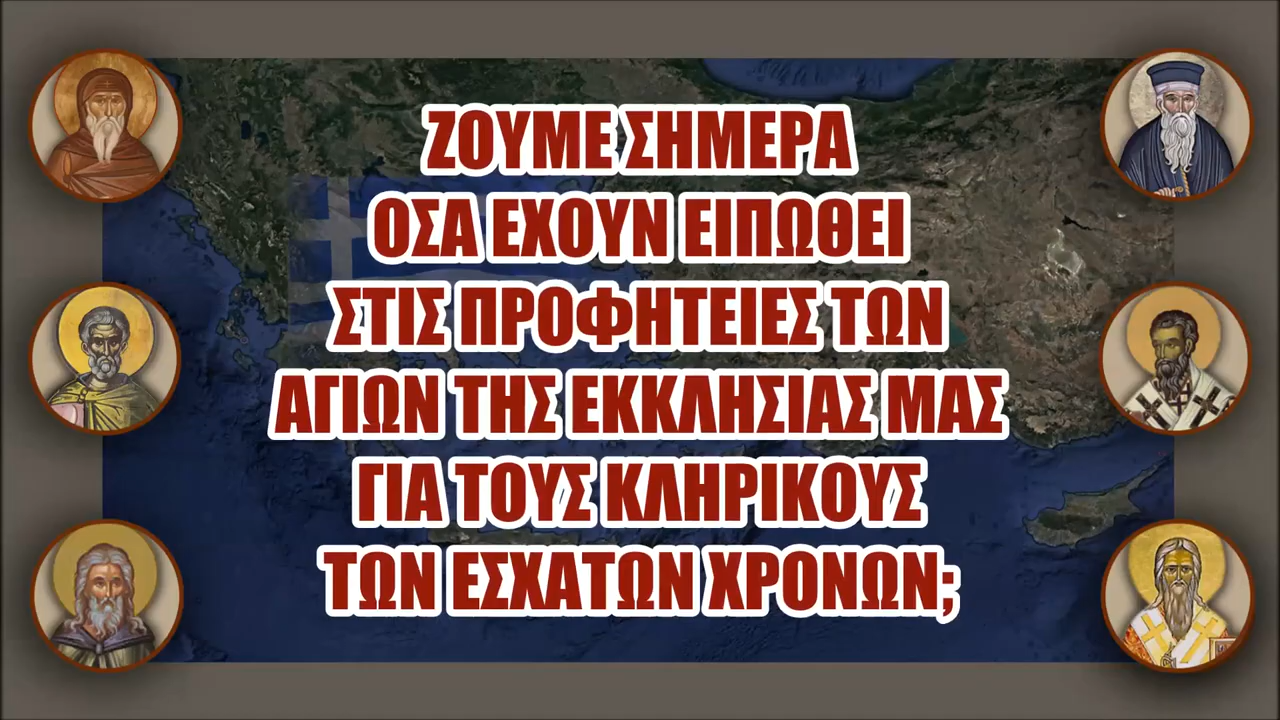 ΖΟΥΜΕ ΣΗΜΕΡΑ
ΟΣΑ ΕΧΟΥΝ ΕΙΠΩΘΕΙ
ΣΤΙΣ ΠΡΟΦΗΤΕΙΕΣ ΤΩΝ
ΑΓΙΩΝ ΤΗΣ ΕΚΚΛΗΣΙΑΣ ΜΑΣ
ΓΙΑ ΤΟΥΣ ΚΛΗΡΙΚΟΥΣ
ΤΩΝ ΕΣΧΑΤΩΝ ΧΡΟΝΩΝ;